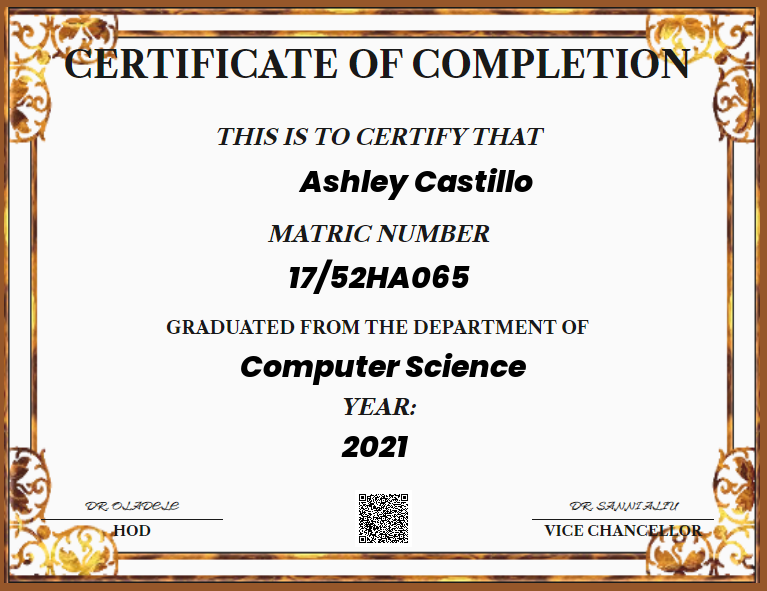 CERTIFICATE OF COMPLETION
THIS IS TO CERTIFY THAT
Ashley Castillo
MATRIC NUMBER
17/52HA065
GRADUATED FROM THE DEPARTMENT OF
Computer Science
YEAR:
2021
DR. OLADELE
HOD
DR. SANNI ALIU
VICE CHANCELLOR